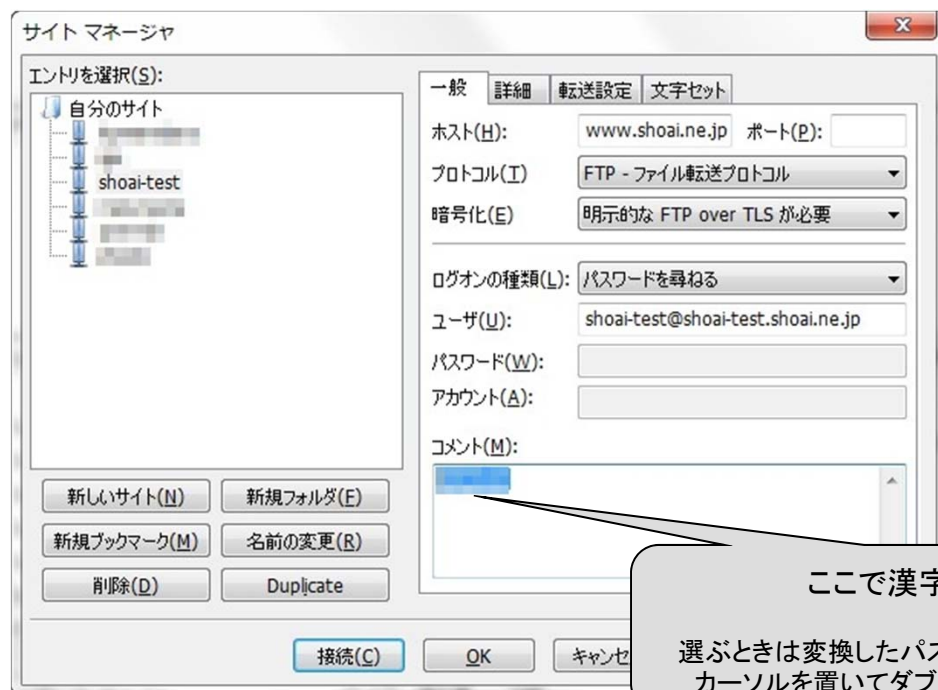 サイト マネージャ
エントリを選択(S):
自分のサイト
shoai-test
新しいサイト(N)
新規フォルダ(F)
新規ブックマーク(M)
名前の変更(R)
削除(D)
Duplicate
一般
詳細
転送設定
文字セット
ホスト(H):
www.shoai.ne.jp
ポート(P):
プロトコル(T)
FTP - ファイル転送プロトコル
暗号化(E)
明示的な FTP over TLS が必要
ログオンの種類(L):
パスワードを尋ねる
ユーザ(U):
shoai-test@shoai-test.shoai.ne.jp
パスワード(W):
アカウント(A):
コメント(M):
接続(C)
OK
キャンセ
ここで漢字
選ぶときは変換したパス
カーソルを置いてダブ